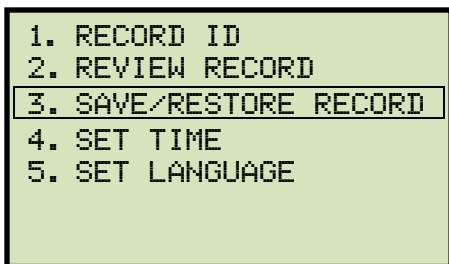 1. RECORD ID
2. REVIEW RECORD
3. SAVE/RESTORE RECORD
4. SET TIME
5. SET LANGUAGE